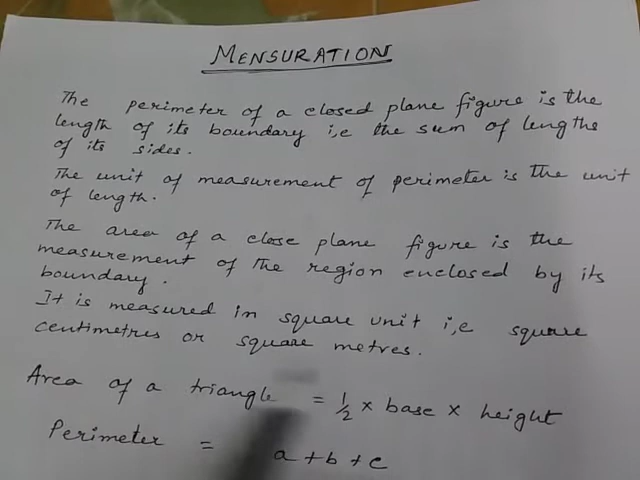 MENSURATION
The perimeter of a closed plane figure is the
length of its boundary i,e the sum of lengths
of its sides.
The unit of measurement of perimeter is the unit
of length.
The area of a close plane figure is the
measurement of the region enclosed by its
boundary.
It is measured in square unit i,e square
centimetres or square metres.
Area of a triangle = 1/2 × base × height
Perimeter = a + b + c